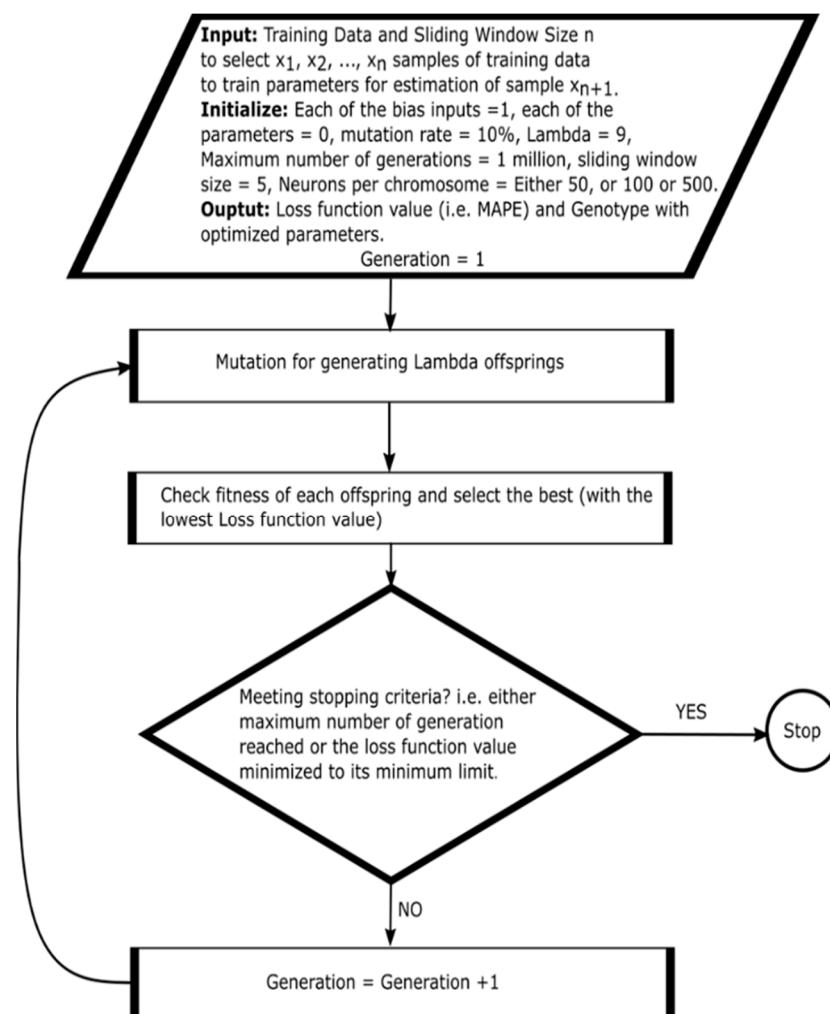 Input: Training Data and Sliding Window Size n
to select x1, x2, ..., xn samples of training data
to train parameters for estimation of sample xn+1.
Initialize: Each of the bias inputs =1, each of the
parameters = 0, mutation rate = 10%, Lambda = 9,
Maximum number of generations = 1 million, sliding window
size = 5, Neurons per chromosome = Either 50, or 100 or 500.
Ouptut: Loss function value (i.e. MAPE) and Genotype with
optimized parameters.
Generation = 1
Mutation for generating Lambda offsprings
Check fitness of each offspring and select the best (with the
lowest Loss function value)
Meeting stopping criteria? i.e. either
maximum number of generation
reached or the loss function value
minimized to its minimum limit.
YES
Stop
NO
Generation = Generation +1